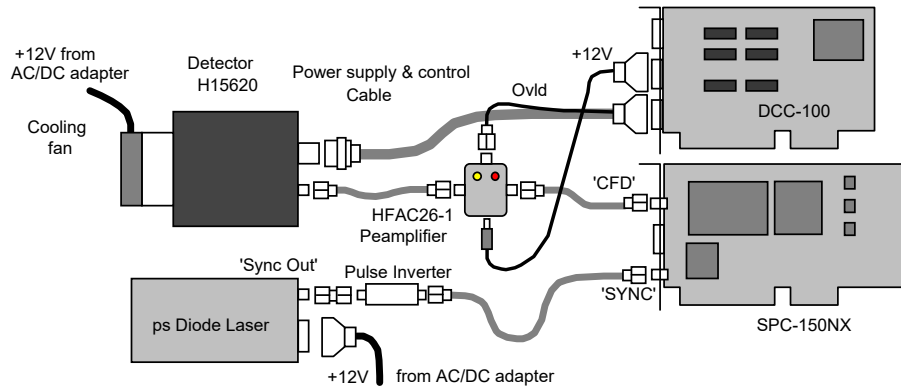 +12V from
AC/DC adapter
Detector
H15620
Power supply & control
Cable
+12V
Ovld
DCC-100
Cooling
fan
'CFD'
HFAC26-1
Peamplifier
'Sync Out'
Pulse Inverter
'SYNC'
ps Diode Laser
SPC-150NX
+12V from AC/DC adapter